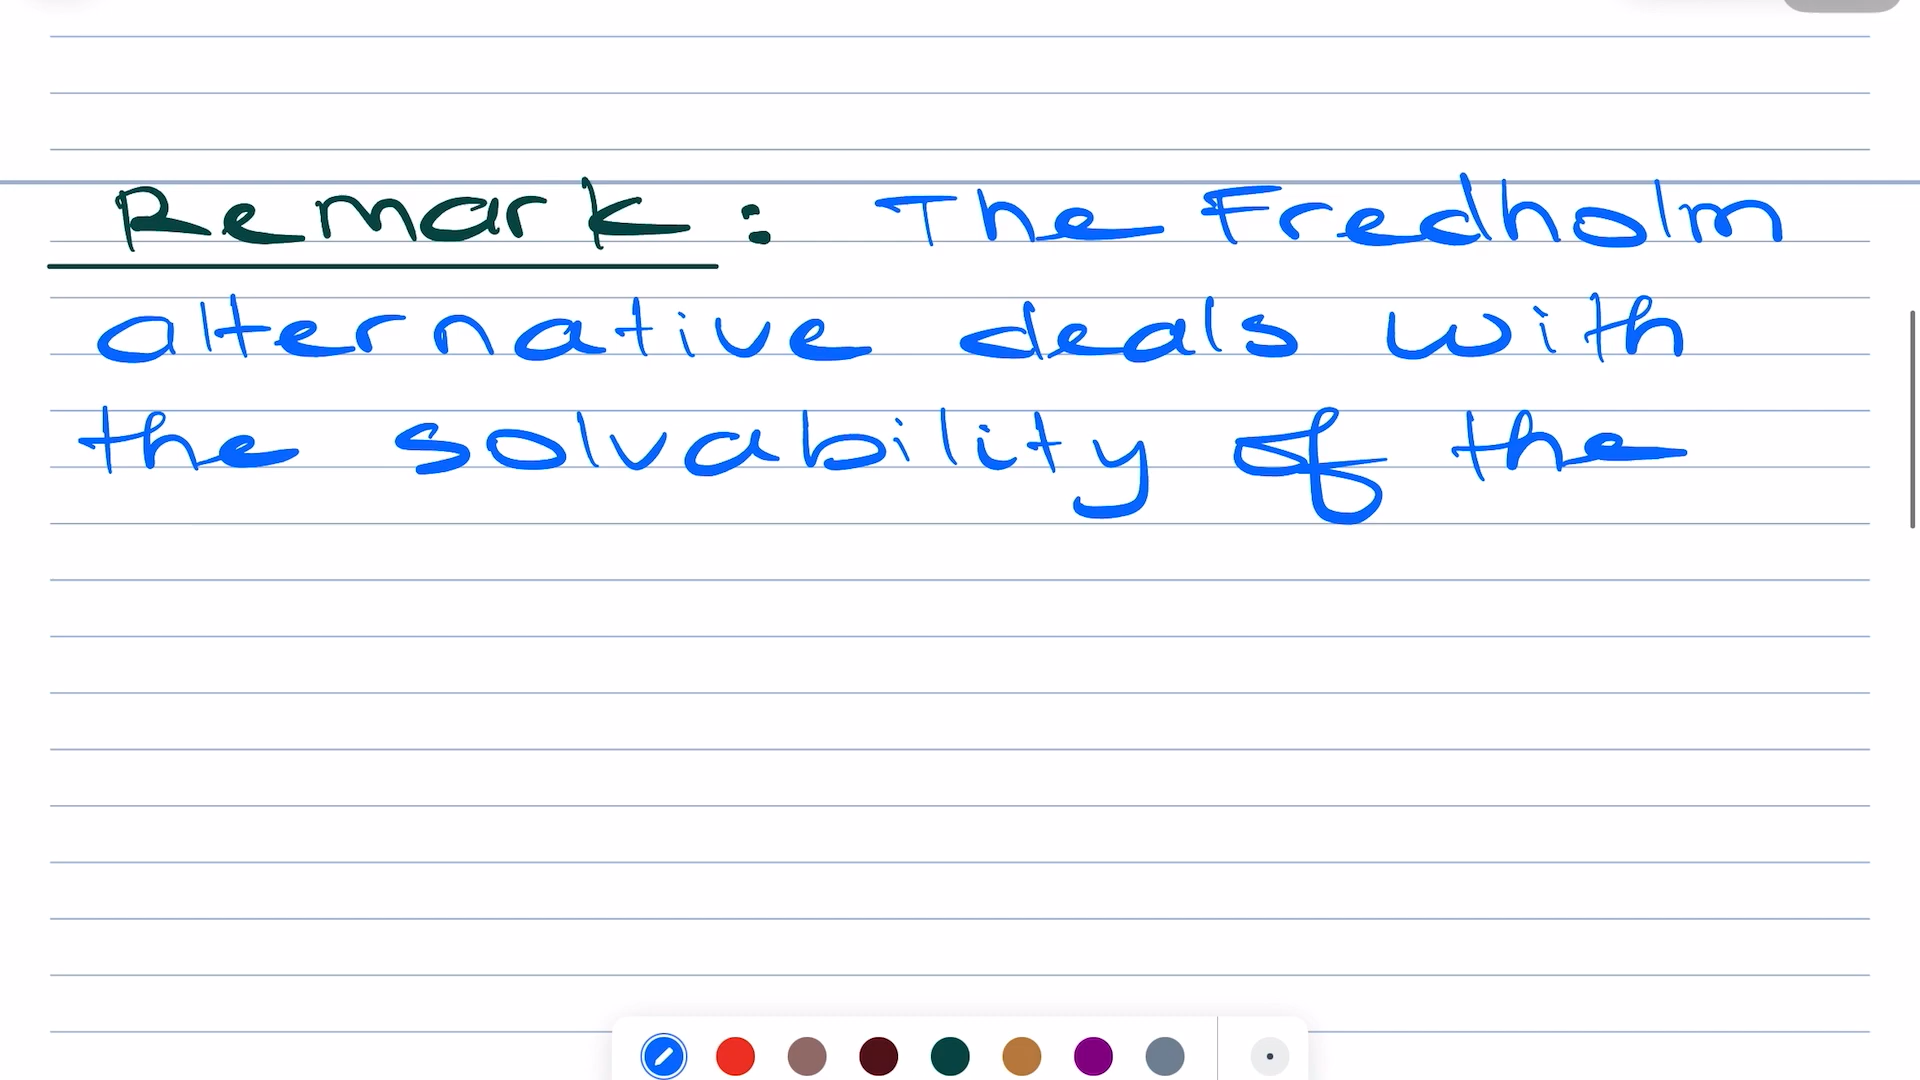 Remark : The Fredholm
alternative deals with
the solvability of the